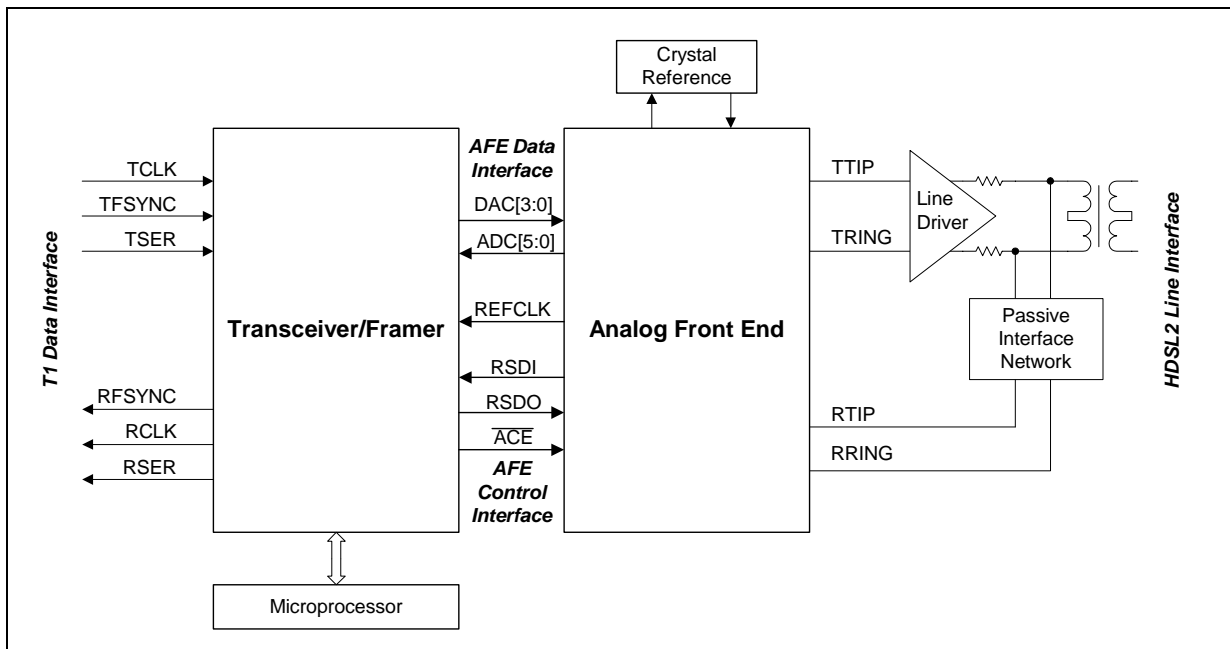 Crystal
Reference
T1 Data Interface
TCLK
TFSYNC
TSER
RFSYNC
RCLK
RSER
Transceiver/Framer
AFE Data
Interface
DAC[3:0]
ADC[5:0]
REFCLK
RSDI
RSDO
ACE
AFE
Control
Interface
Analog Front End
TTIP
TRING
Line
Driver
Passive
Interface
Network
RTIP
RRING
HDSL2 Line Interface
Microprocessor